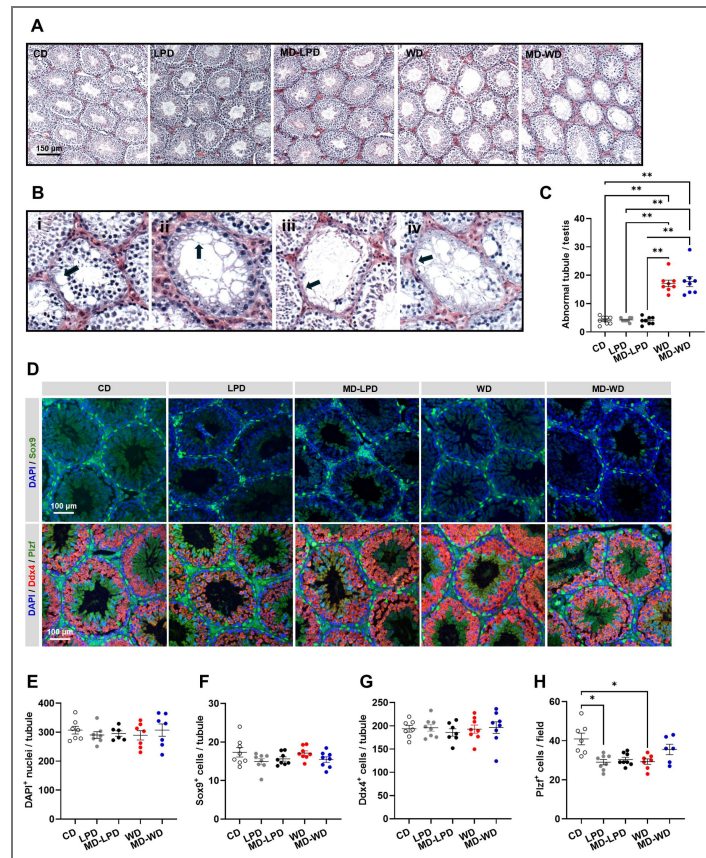 A
CD
LPD
MD-LPD
WD
MD-WD
150 µm
B
i
ii
iii
iv
C
**
**
**
**
**
**
Abnormal tubule / testis
40
30
20
10
0
CD
LPD
MD-LPD
WD
MD-WD
D
CD
LPD
MD-LPD
WD
MD-WD
DAPI / Sox9
100 µm
DAPI / Ddx4 / Plzf
100 µm
E
DAPI+ nuclei / tubule
500
400
300
200
100
0
CD
LPD
MD-LPD
WD
MD-WD
F
Sox9+ cells / tubule
30
20
10
0
CD
LPD
MD-LPD
WD
MD-WD
G
Ddx4+ cells / tubule
300
250
200
150
100
50
0
CD
LPD
MD-LPD
WD
MD-WD
H
*
*
Plzf+ cells / field
60
40
20
0
CD
LPD
MD-LPD
WD
MD-WD